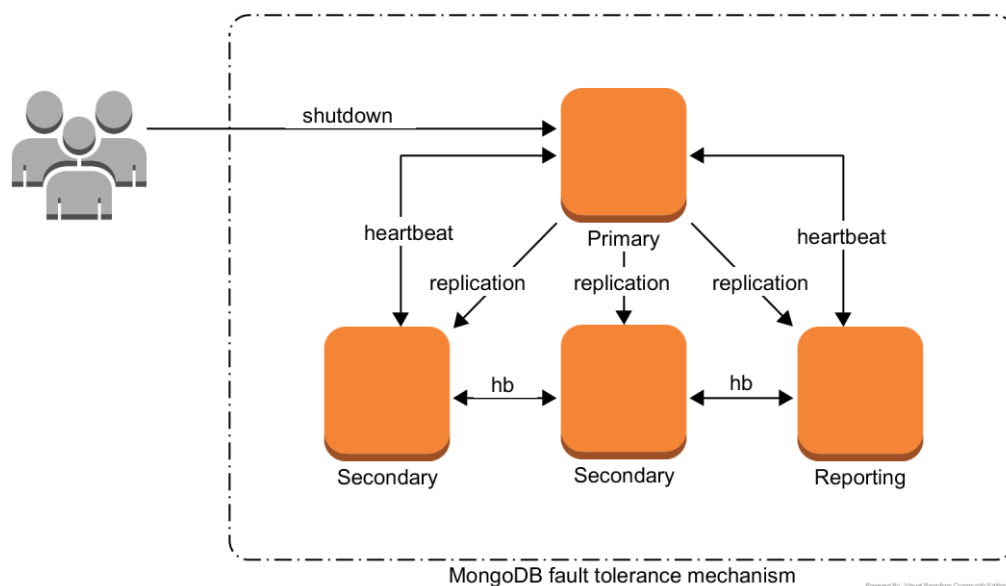 shutdown
heartbeat
Primary
heartbeat
replication
replication
replication
hb
hb
Secondary
Secondary
Reporting
MongoDB fault tolerance mechanism